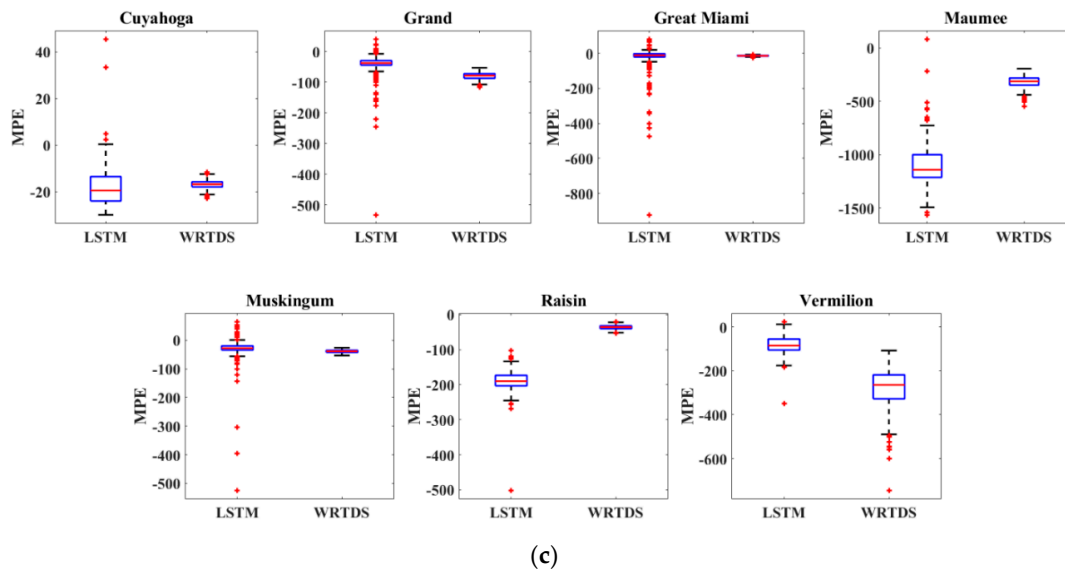 Cuyahoga
40
20
0
-20
MPE
LSTM WRTDS
Grand
0
-100
-200
-300
-400
-500
MPE
LSTM WRTDS
Great Miami
0
-200
-400
-600
-800
MPE
LSTM WRTDS
Maumee
0
-500
-1000
-1500
MPE
LSTM WRTDS
Muskingum
0
-100
-200
-300
-400
-500
MPE
LSTM WRTDS
Raisin
0
-100
-200
-300
-400
-500
MPE
LSTM WRTDS
Vermilion
0
-200
-400
-600
MPE
LSTM WRTDS
(c)